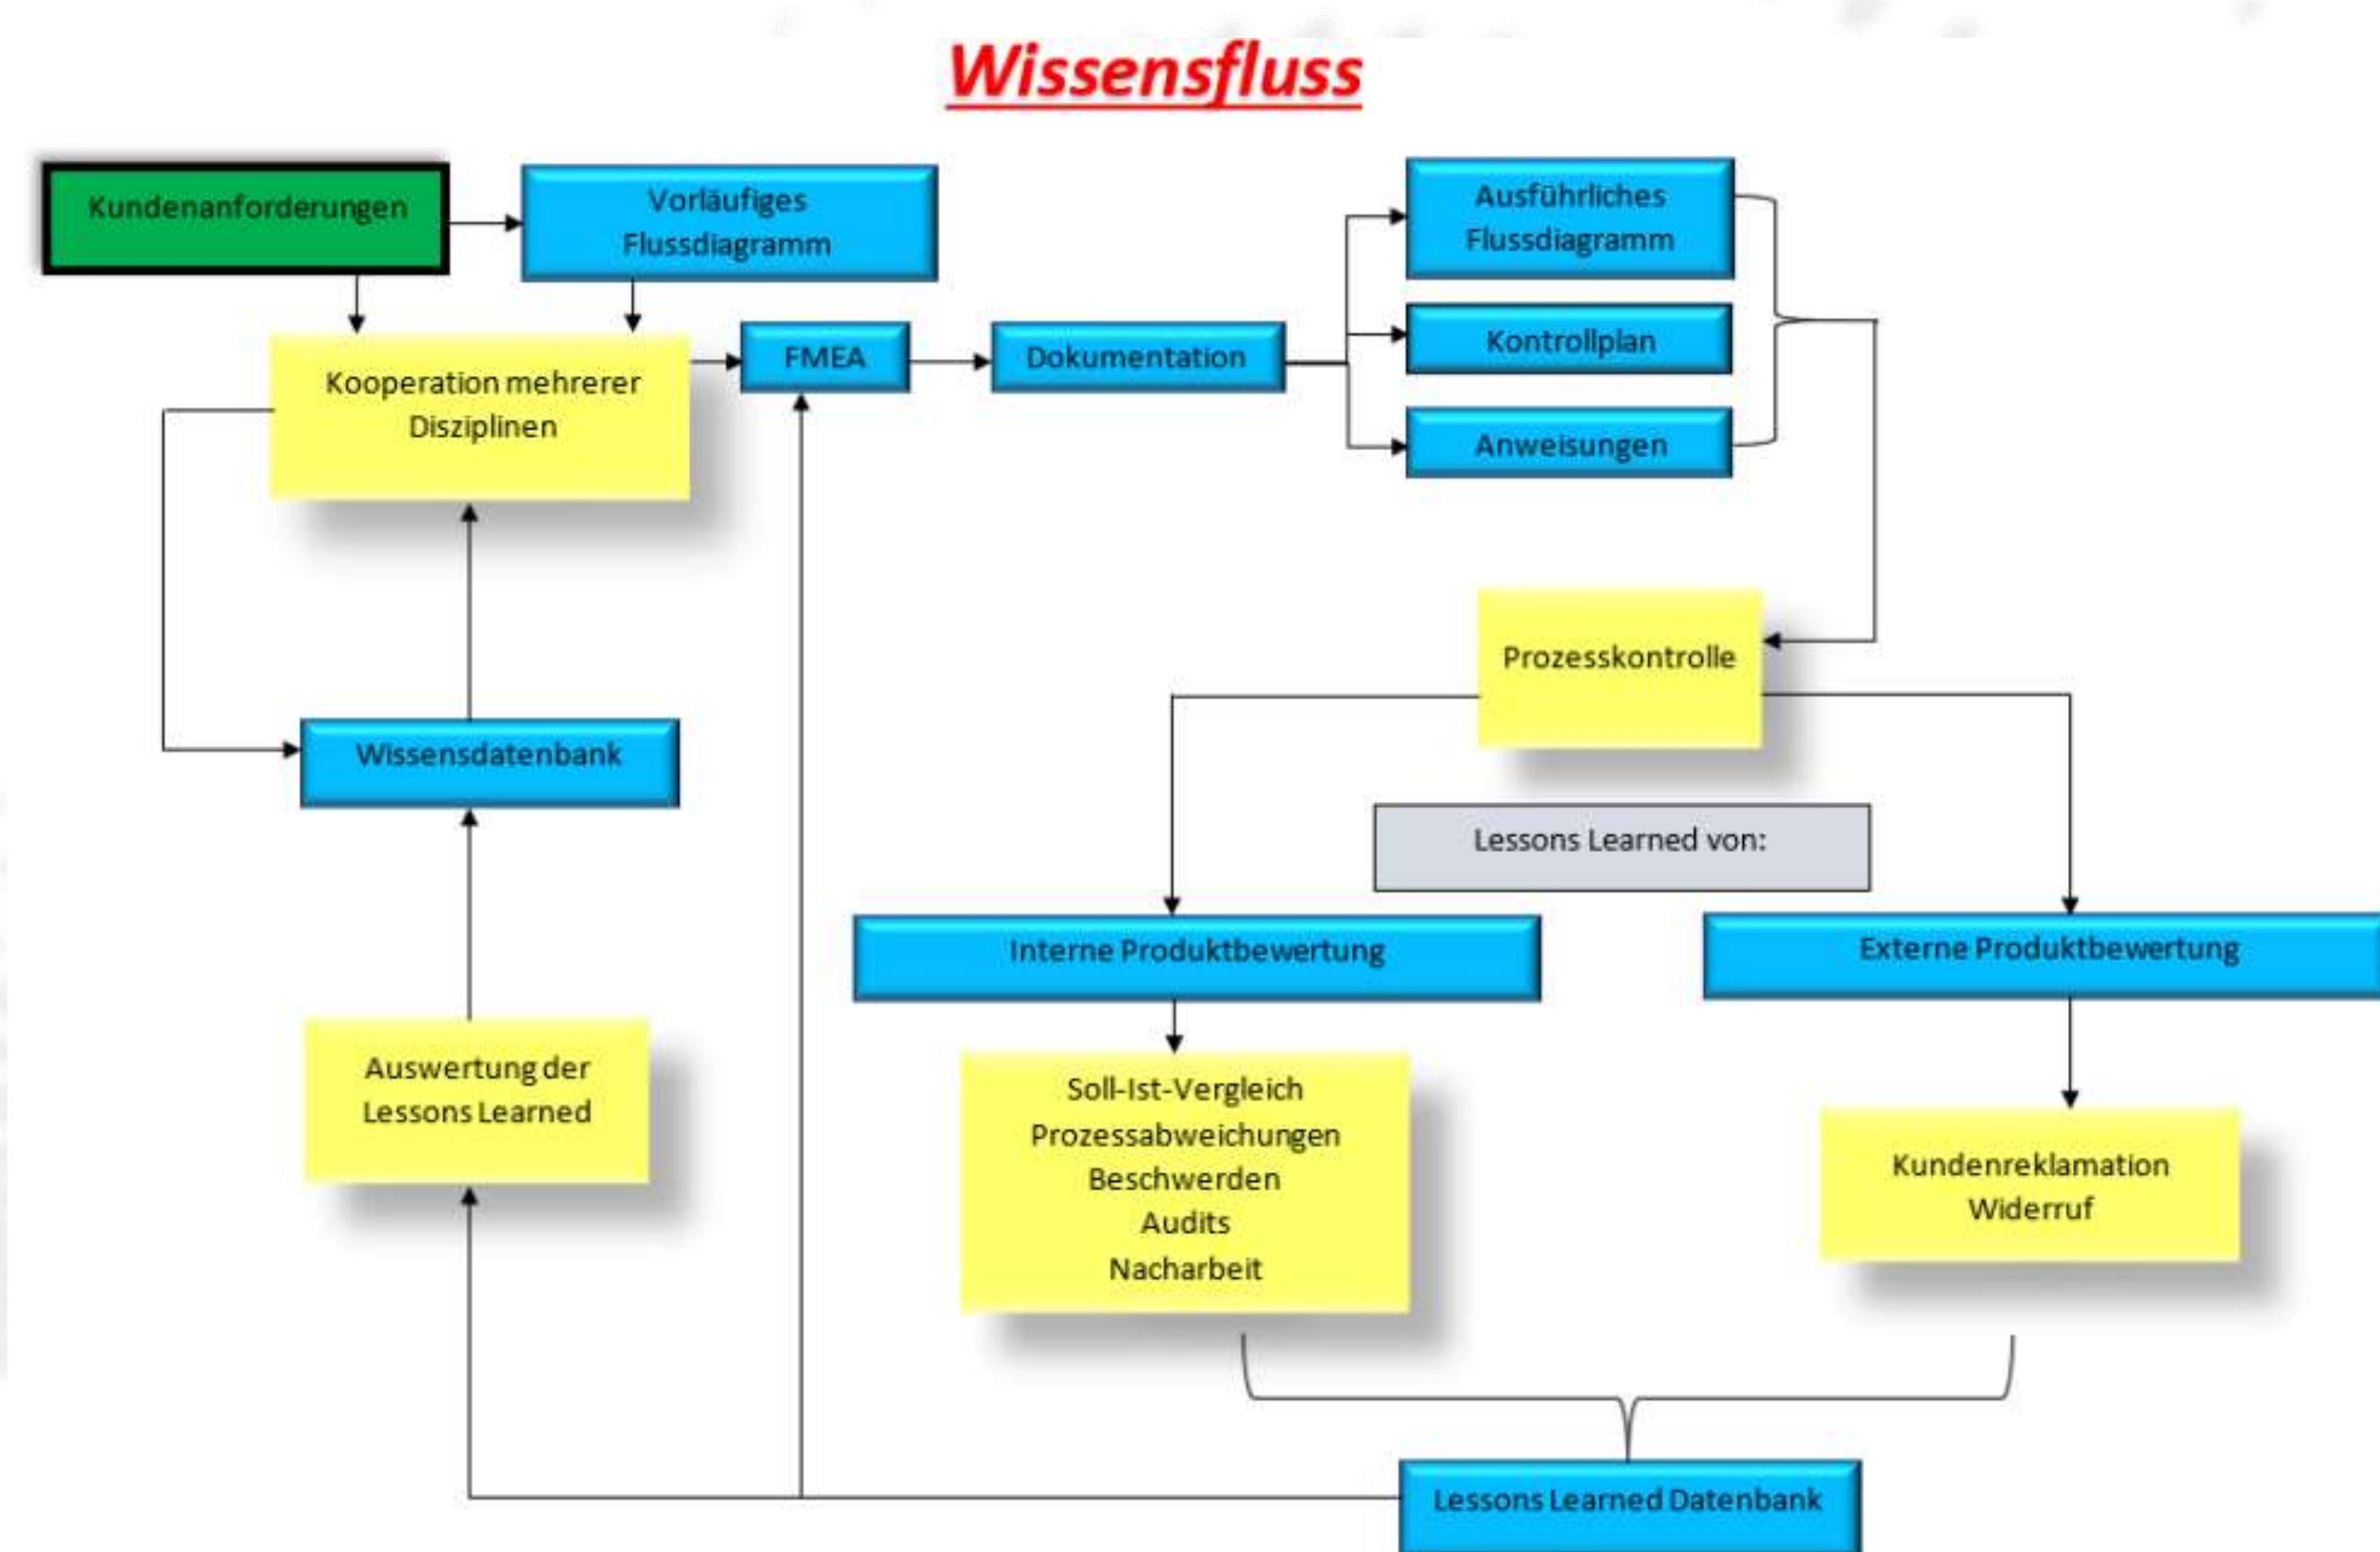 Wissensfluss
Kundenanforderungen
Vorläufiges
Flussdiagramm
Ausführliches
Flussdiagramm
Kooperation mehrerer
Disziplinen
FMEA
Dokumentation
Kontrollplan
Anweisungen
Prozesskontrolle
Wissensdatenbank
Lessons Learned von:
Interne Produktbewertung
Externe Produktbewertung
Auswertung der
Lessons Learned
Soll-Ist-Vergleich
Prozessabweichungen
Beschwerden
Audits
Nacharbeit
Kundenreklamation
Widerruf
Lessons Learned Datenbank